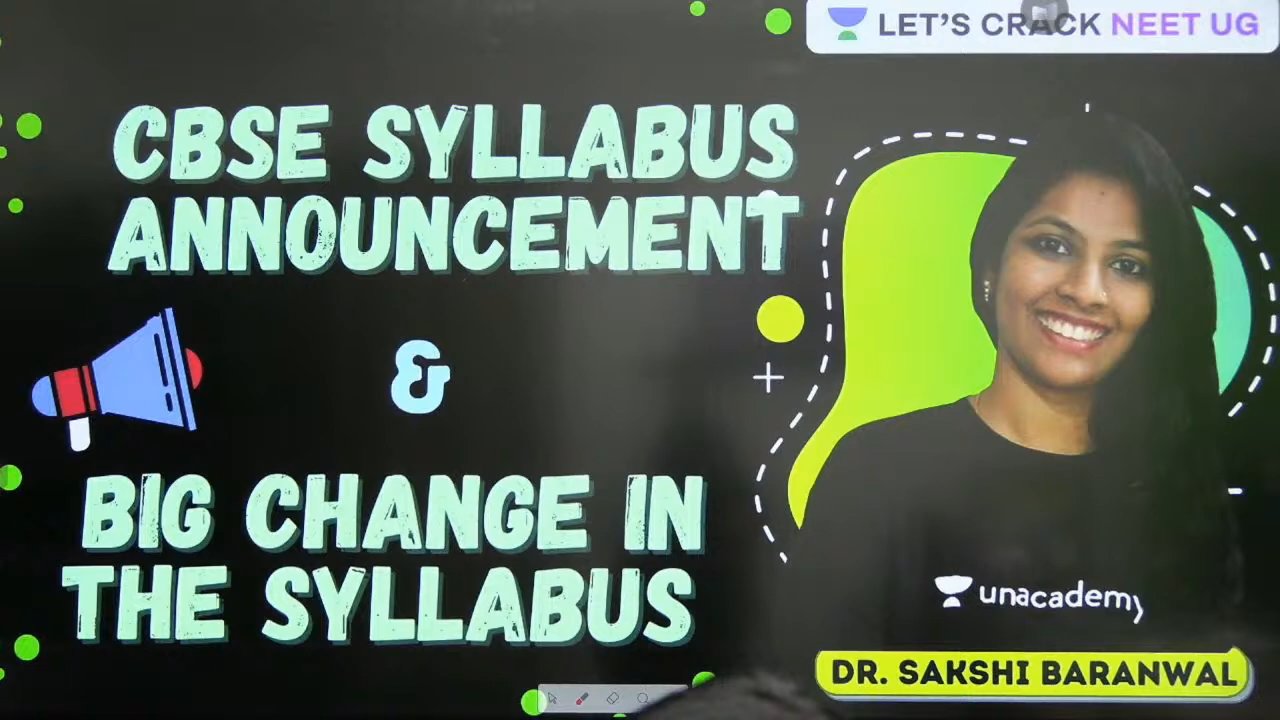 LET'S CRACK NEET UG
CBSE SYLLABUS
ANNOUNCEMENT
&
BIG CHANGE IN
THE SYLLABUS
unacademy
DR. SAKSHI BARANWAL